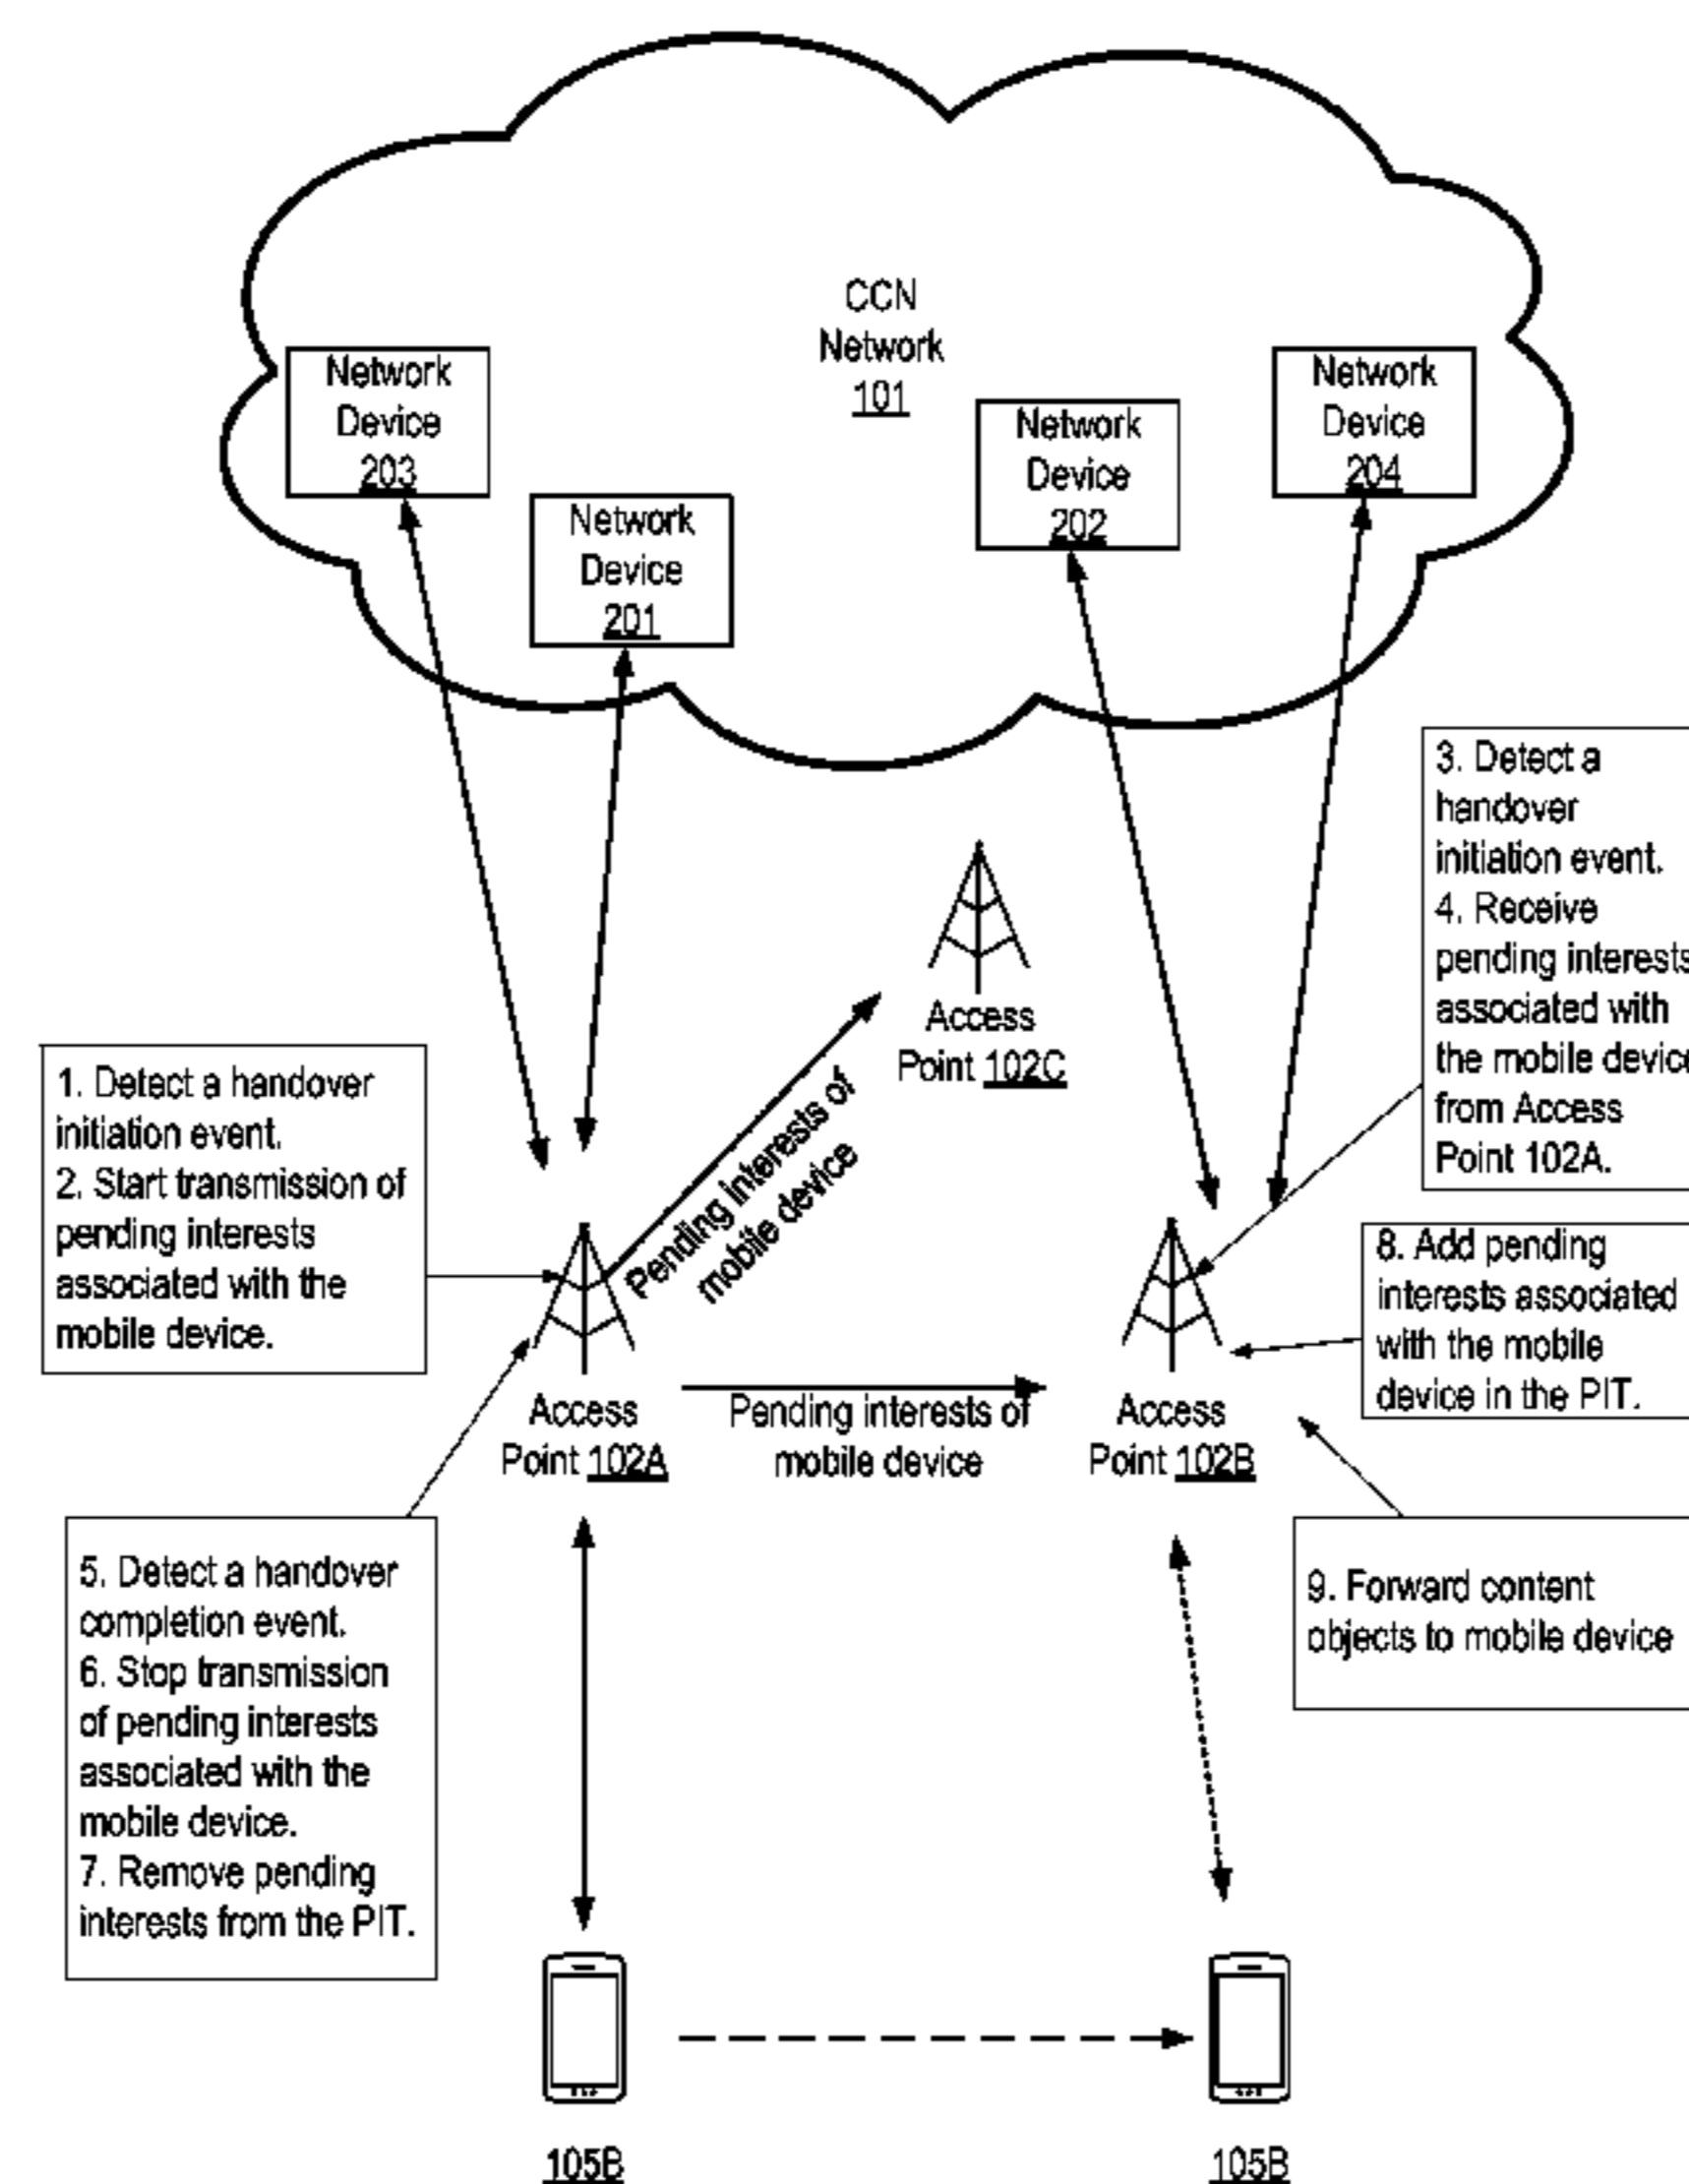 CCN
Network
101
Network
Device
203
Network
Device
201
Network
Device
202
Network
Device
204
Access
Point 102C
3. Detect a
handover
initiation event.
4. Receive
pending interests
associated with
the mobile device
from Access
Point 102A.
1. Detect a handover
initiation event.
2. Start transmission of
pending interests
associated with the
mobile device.
Pending interests of
mobile device
8. Add pending
interests associated
with the mobile
device in the PIT.
Access
Point 102A
Pending interests of
mobile device
Access
Point 102B
5. Detect a handover
completion event.
6. Stop transmission
of pending interests
associated with the
mobile device.
7. Remove pending
interests from the PIT.
9. Forward content
objects to mobile device
105B
105B